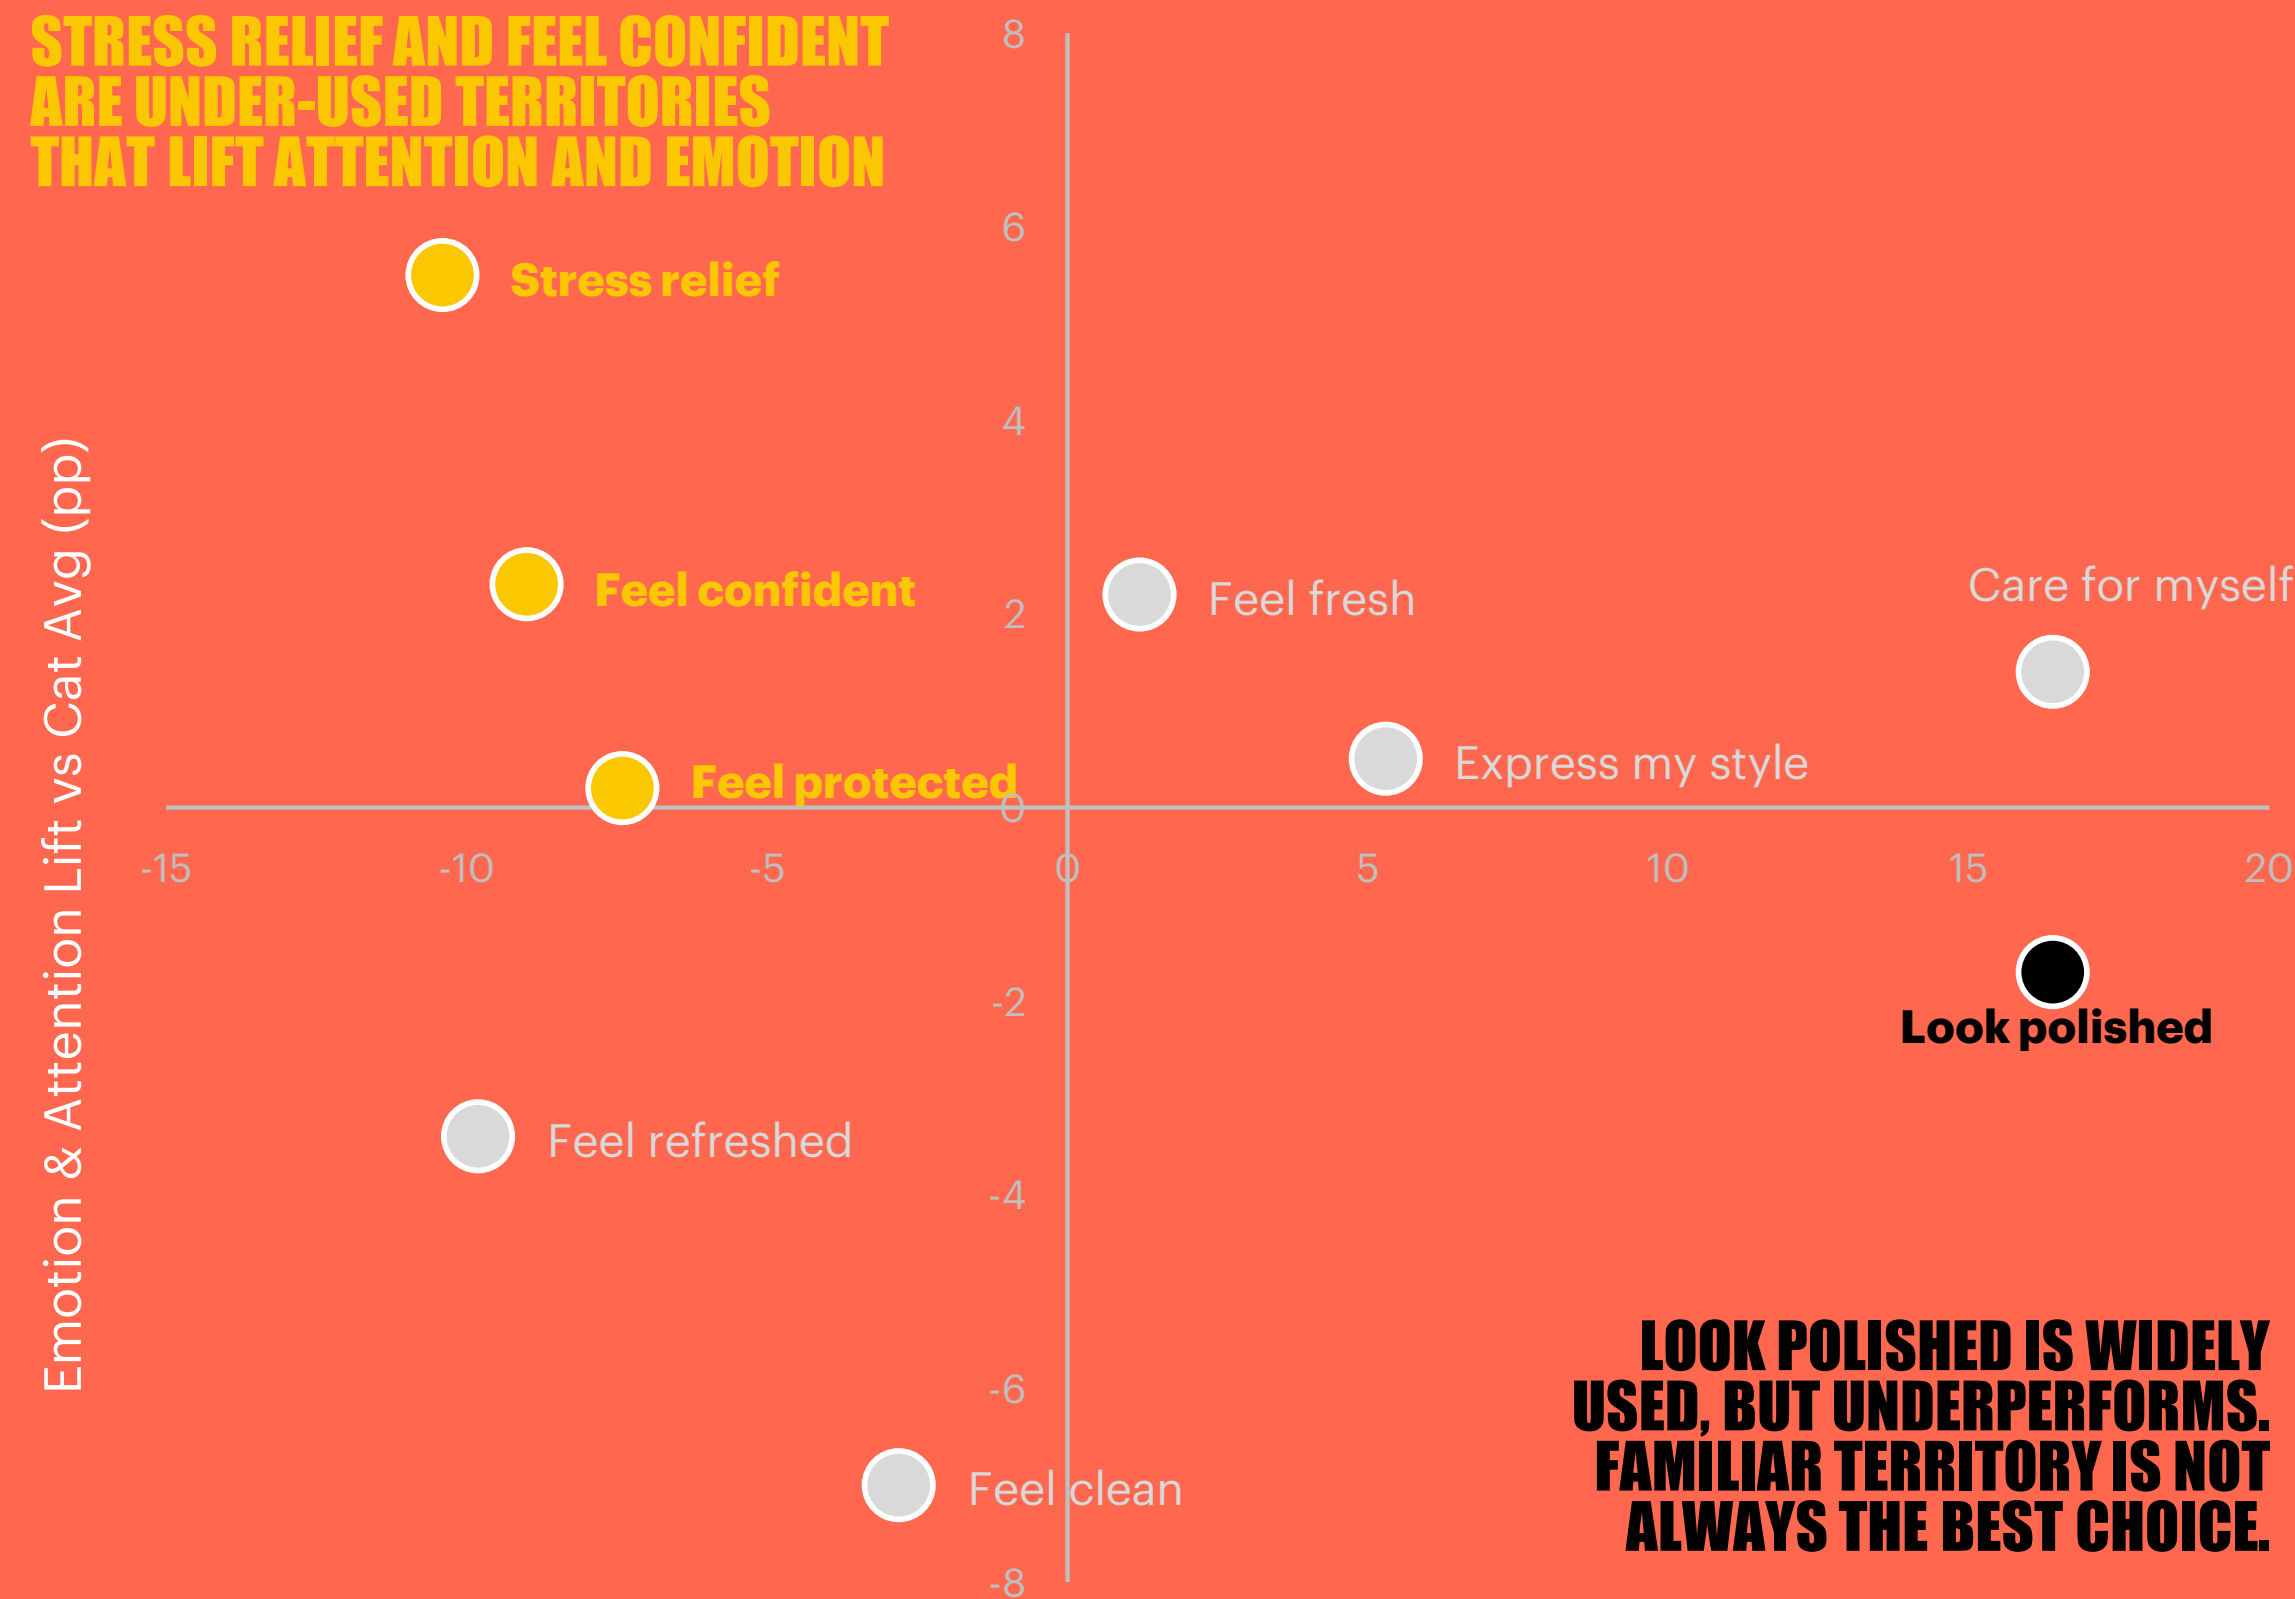 STRESS RELIEF AND FEEL CONFIDENT
ARE UNDER-USED TERRITORIES
THAT LIFT ATTENTION AND EMOTION
8
6
Stress relief
4
Emotion & Attention Lift vs Cat Avg (pp)
Feel confident
2
Feel fresh
Care for myself
Feel protected
0
Express my style
-15
-10
-5
0
5
10
15
20
-2
Look polished
Feel refreshed
-4
-6
Feel clean
-8
LOOK POLISHED IS WIDELY
USED, BUT UNDERPERFORMS.
FAMILIAR TERRITORY IS NOT
ALWAYS THE BEST CHOICE.